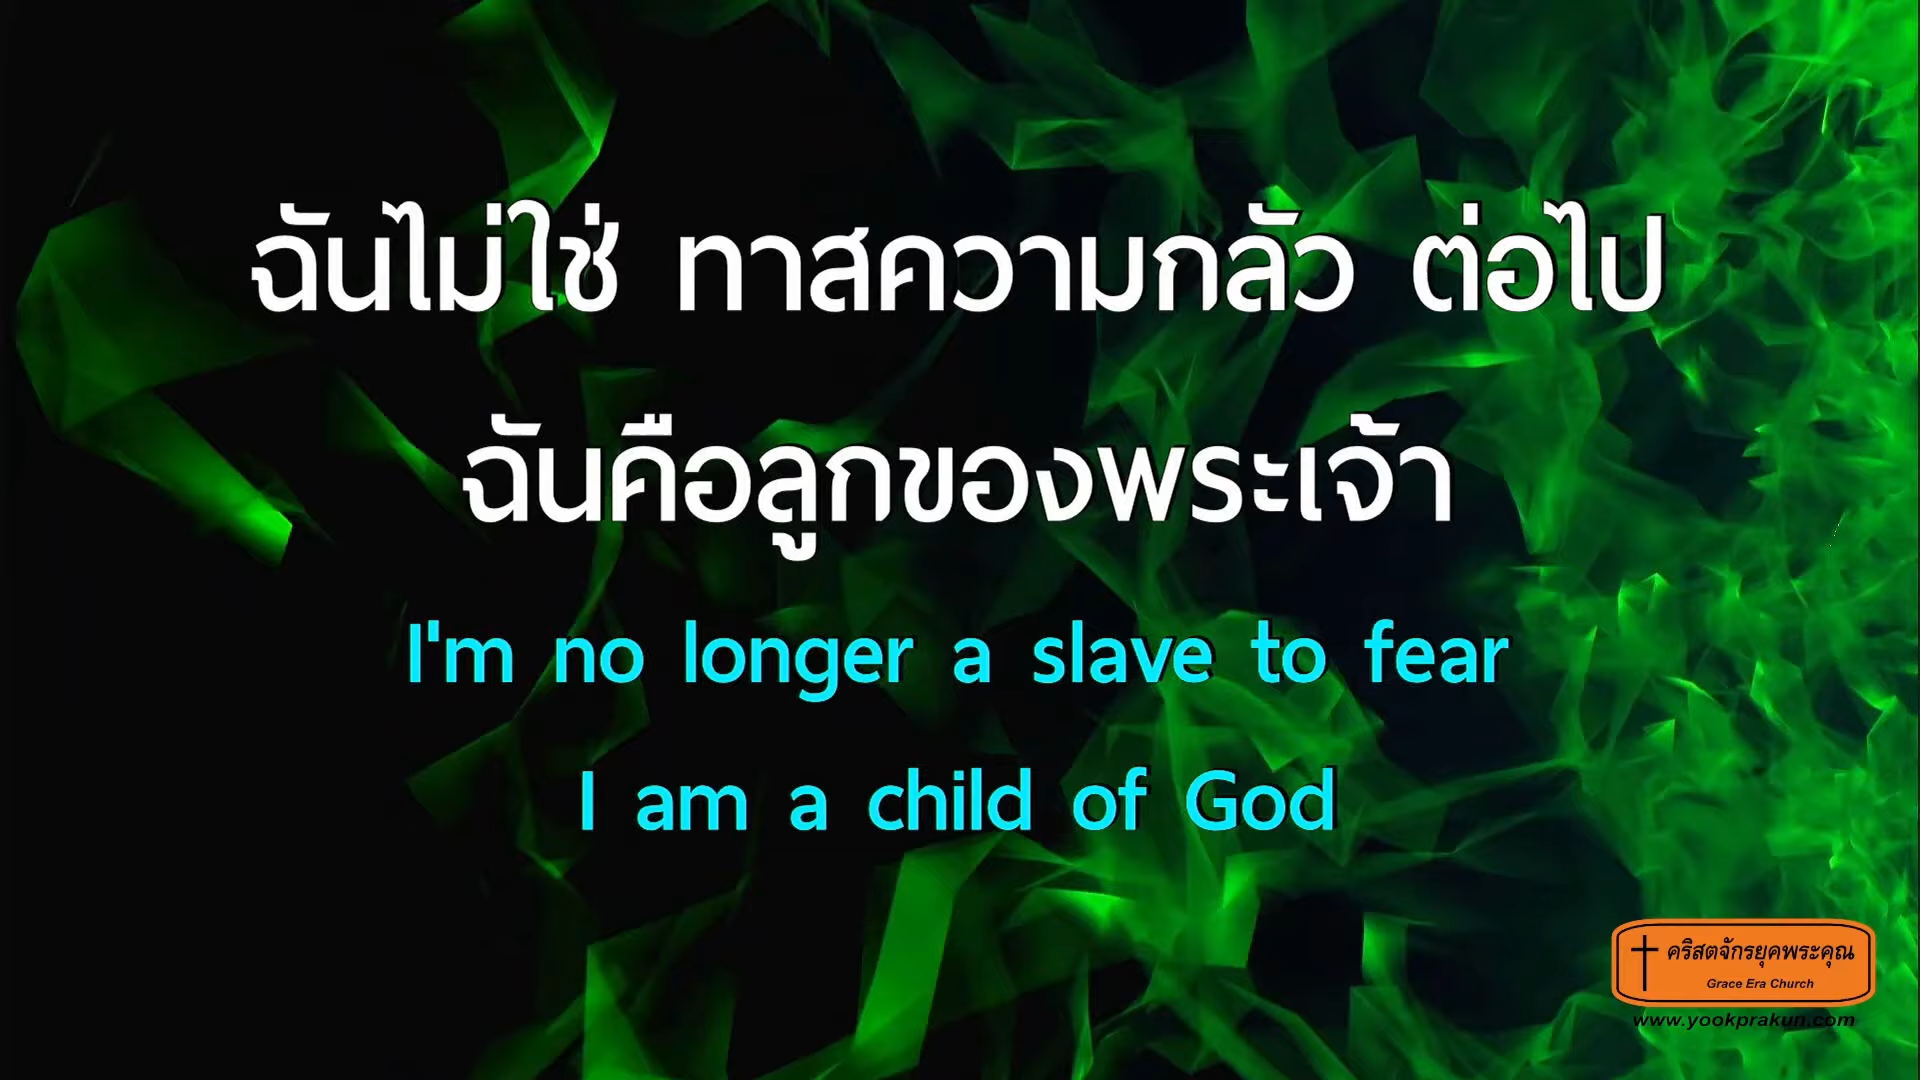 ฉันไม่ใช่ ทาสความกลัว ต่อไป
ฉันคือลูกของพระเจ้า
I'm no longer a slave to fear
I am a child of God
คริสตจักรยุคพระคุณ
Grace Era Church
www.yookprakun.com